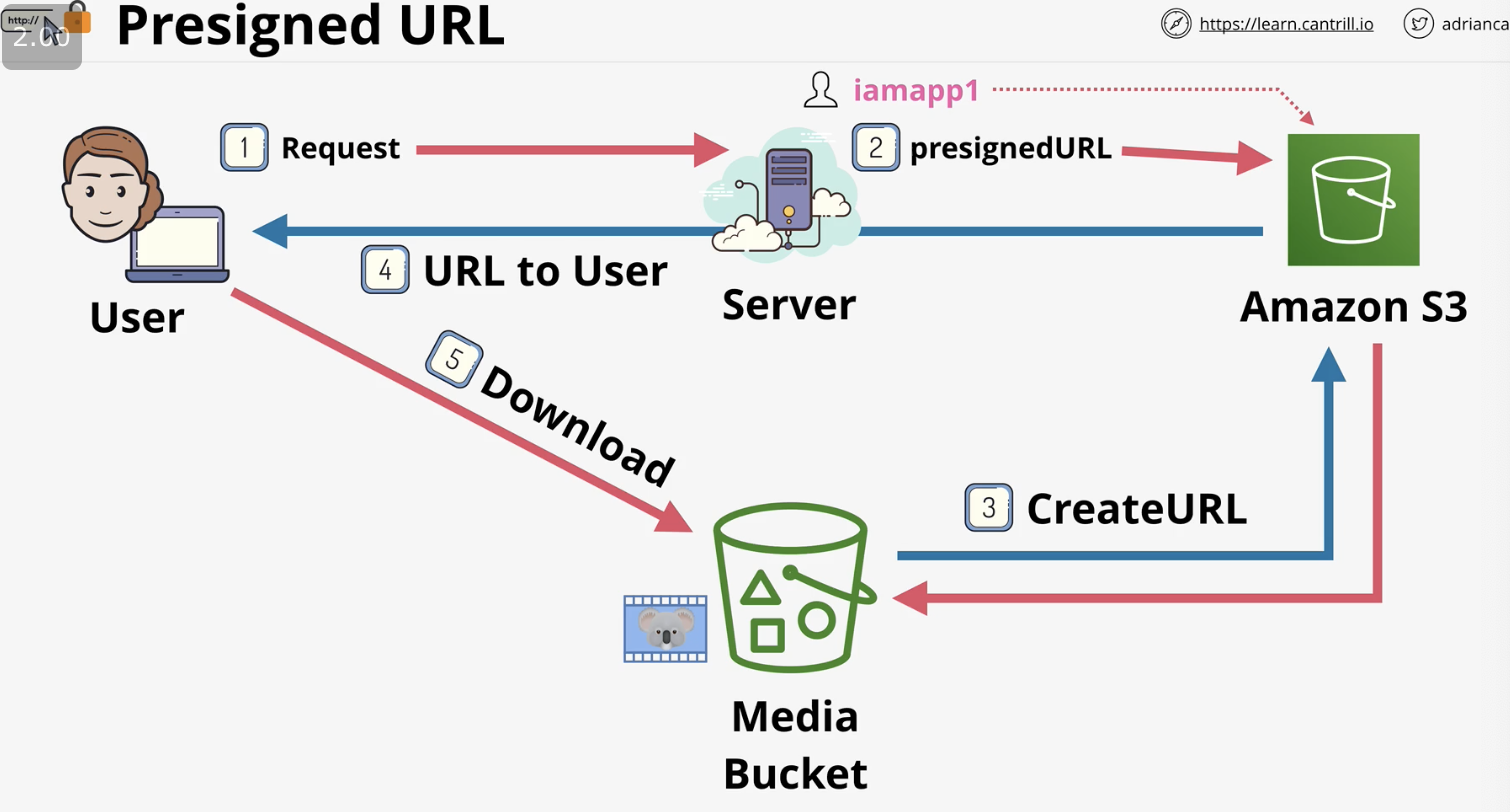 http://
2.00
Presigned URL
https://learn.cantrill.io
adrianca
iamapp1
1 Request
2 presignedURL
4 URL to User
User
Server
Amazon S3
5 Download
3 CreateURL
Media
Bucket